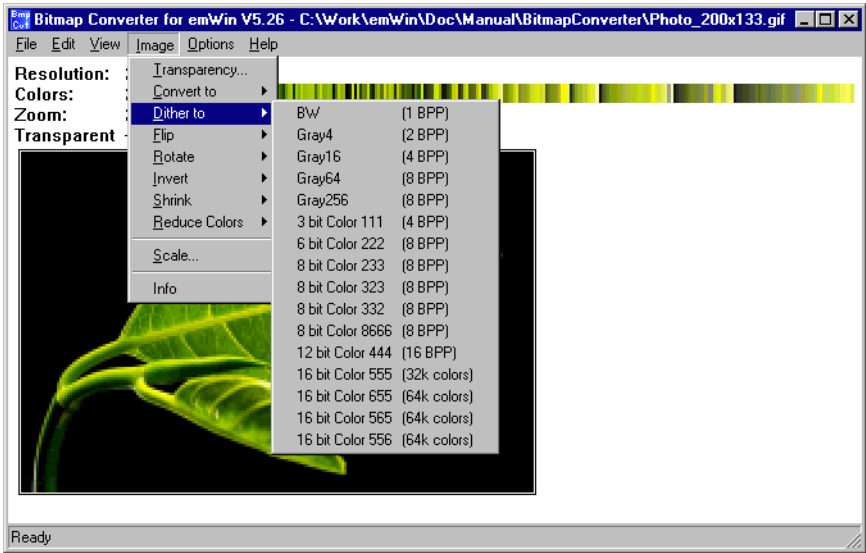 Bmp Cvt Bitmap Converter for emWin V5.26 - C:\Work\emWin\Doc\Manual\BitmapConverter\Photo_200x133.gif
File Edit View Image Options Help
Resolution:
Colors:
Zoom:
Transparent
Transparency...
Convert to
Dither to
Flip
Rotate
Invert
Shrink
Reduce Colors
Scale...
Info
BW (1 BPP)
Gray4 (2 BPP)
Gray16 (4 BPP)
Gray64 (8 BPP)
Gray256 (8 BPP)
3 bit Color 111 (4 BPP)
6 bit Color 222 (8 BPP)
8 bit Color 233 (8 BPP)
8 bit Color 323 (8 BPP)
8 bit Color 332 (8 BPP)
8 bit Color 8666 (8 BPP)
12 bit Color 444 (16 BPP)
16 bit Color 555 (32k colors)
16 bit Color 655 (64k colors)
16 bit Color 565 (64k colors)
16 bit Color 556 (64k colors)
Ready